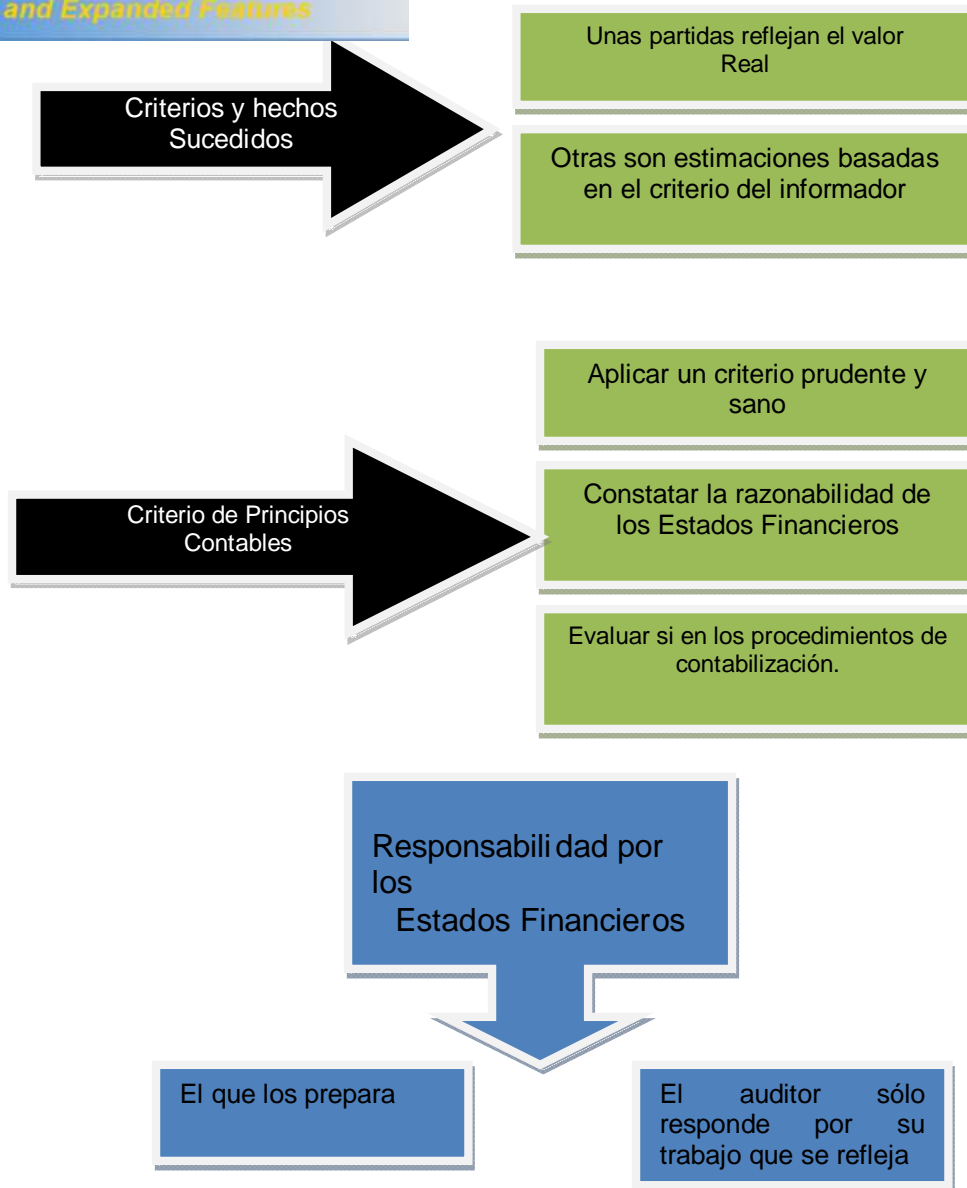 and Expanded Features
Criterios y hechos
Sucedidos
Unas partidas reflejan el valor
Real
Otras son estimaciones basadas
en el criterio del informador
Criterio de Principios
Contables
Aplicar un criterio prudente y
sano
Constatar la razonabilidad de
los Estados Financieros
Evaluar si en los procedimientos de
contabilización.
Responsabilidad por
los
Estados Financieros
El que los prepara
El auditor sólo
responde por su
trabajo que se refleja